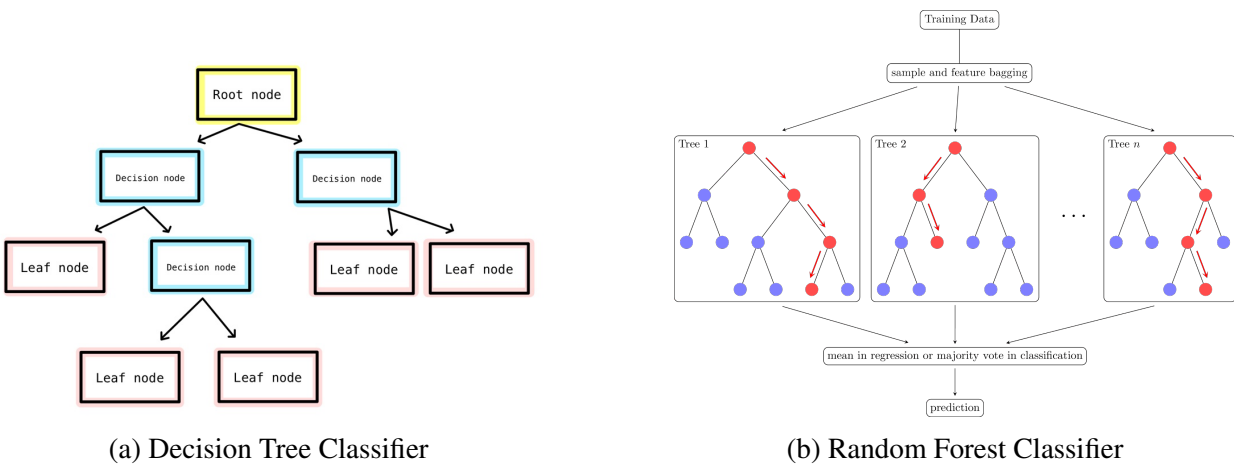 Root node
Decision node
Decision node
Leaf node
Decision node
Leaf node
Leaf node
Leaf node
Leaf node
(a) Decision Tree Classifier
Training Data
sample and feature bagging
Tree 1
Tree 2
Tree n
. . .
mean in regression or majority vote in classification
prediction
(b) Random Forest Classifier